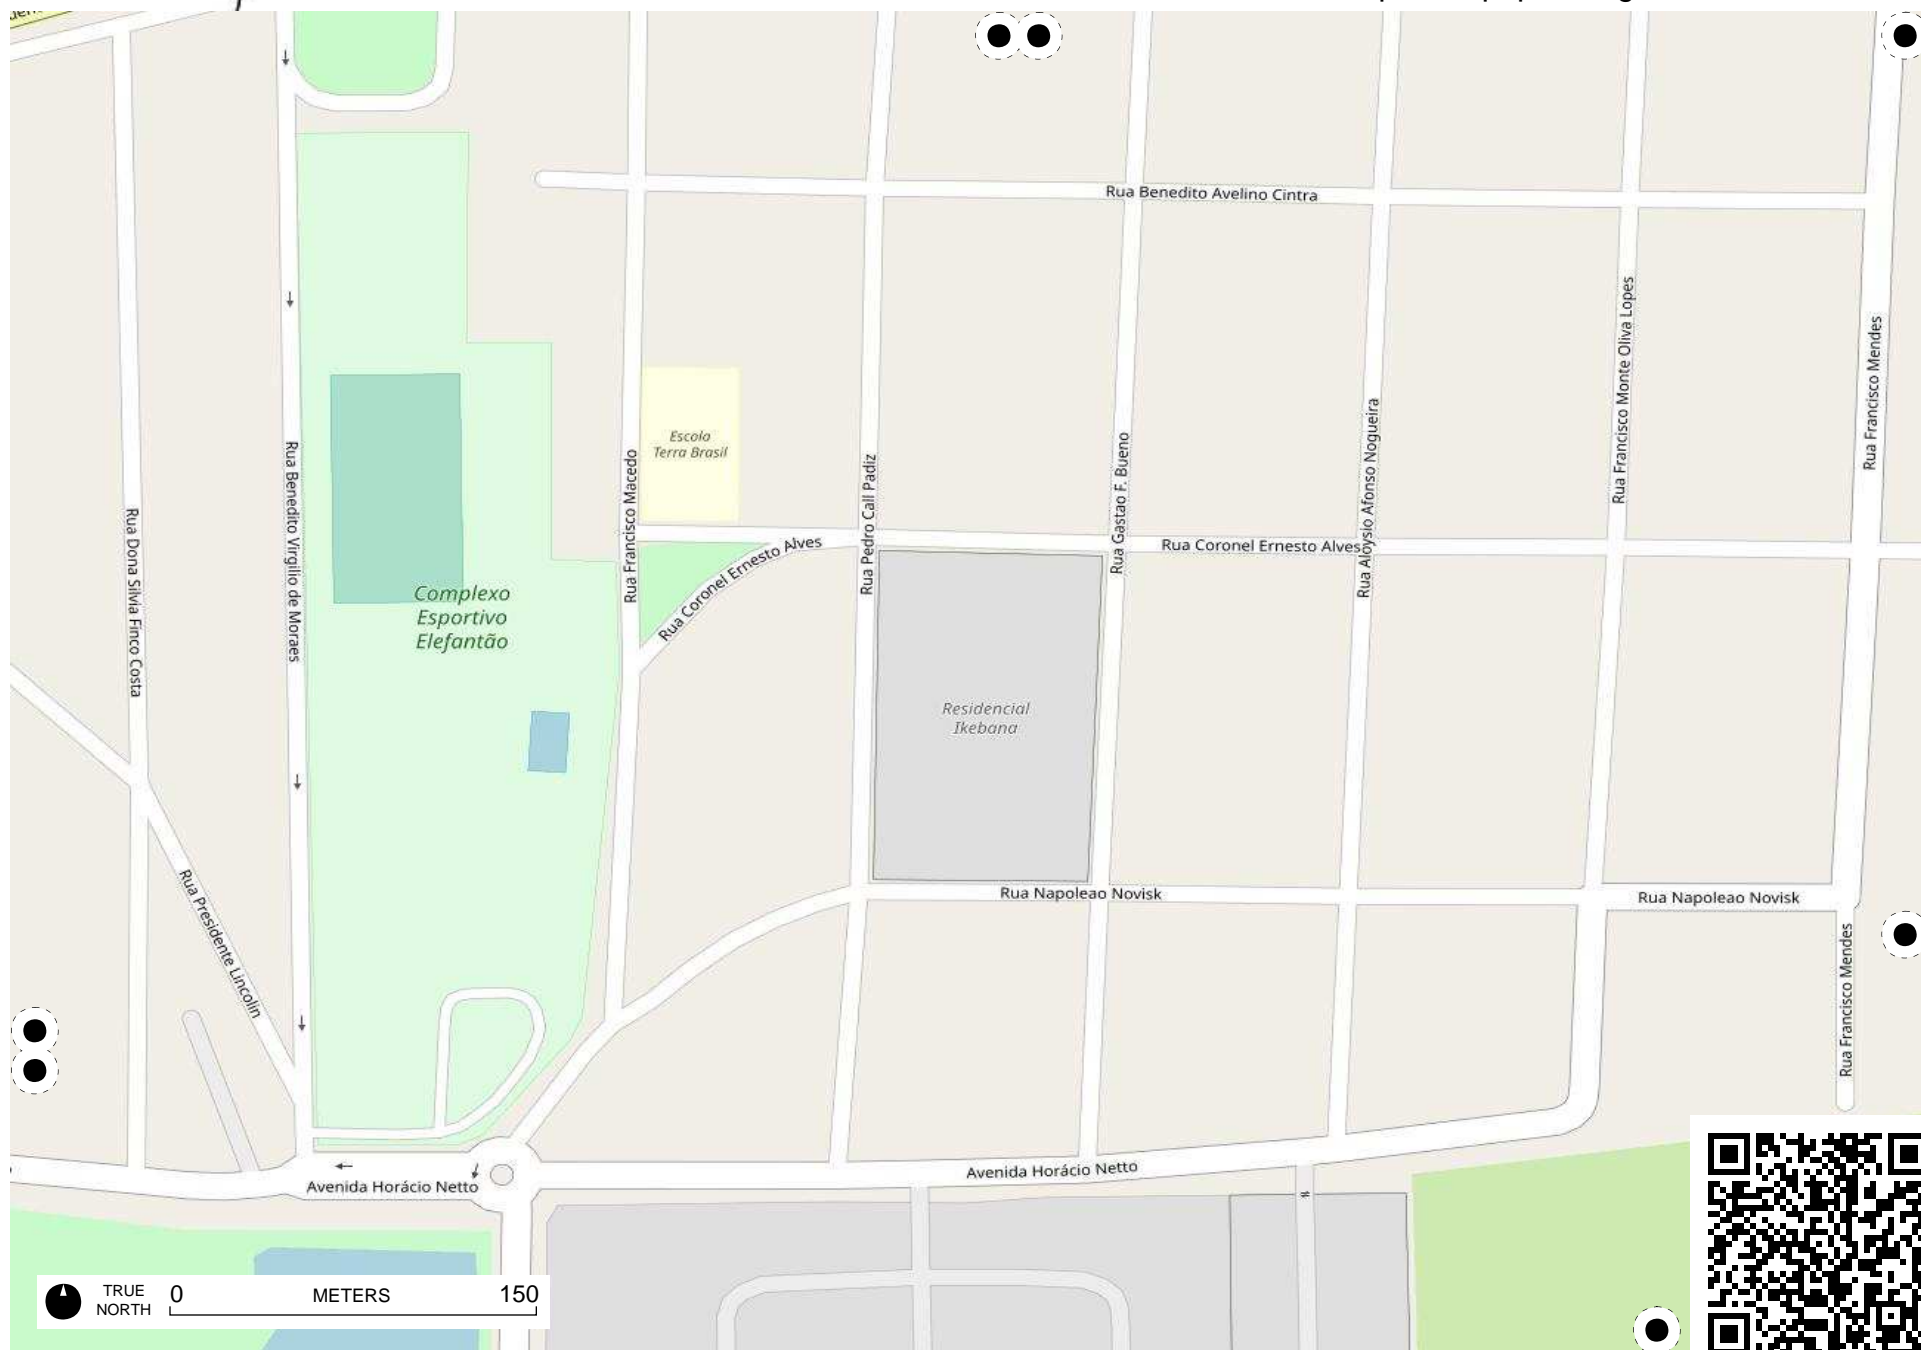 Rua Benedito Avelino Cintra
Rua Francisco Monte Oliva Lopes
Rua Francisco Mendes
Escola
Terra Brasil
Rua Aloysio Afonso Nogueira
Rua Gastao F. Bueno
Rua Pedro Call Padiz
Rua Francisco Macedo
Rua Benedito Virgilio de Moraes
Rua Dona Silvia Finco Costa
Rua Coronel Ernesto Alves
Rua Coronel Ernesto Alves
Complexo
Esportivo
Elefantão
Residencial
Ikebana
Rua Presidente Lincolin
Rua Napoleao Novisk
Rua Napoleao Novisk
Rua Francisco Mendes
Avenida Horácio Netto
Avenida Horácio Netto
TRUE
NORTH
0 METERS 150